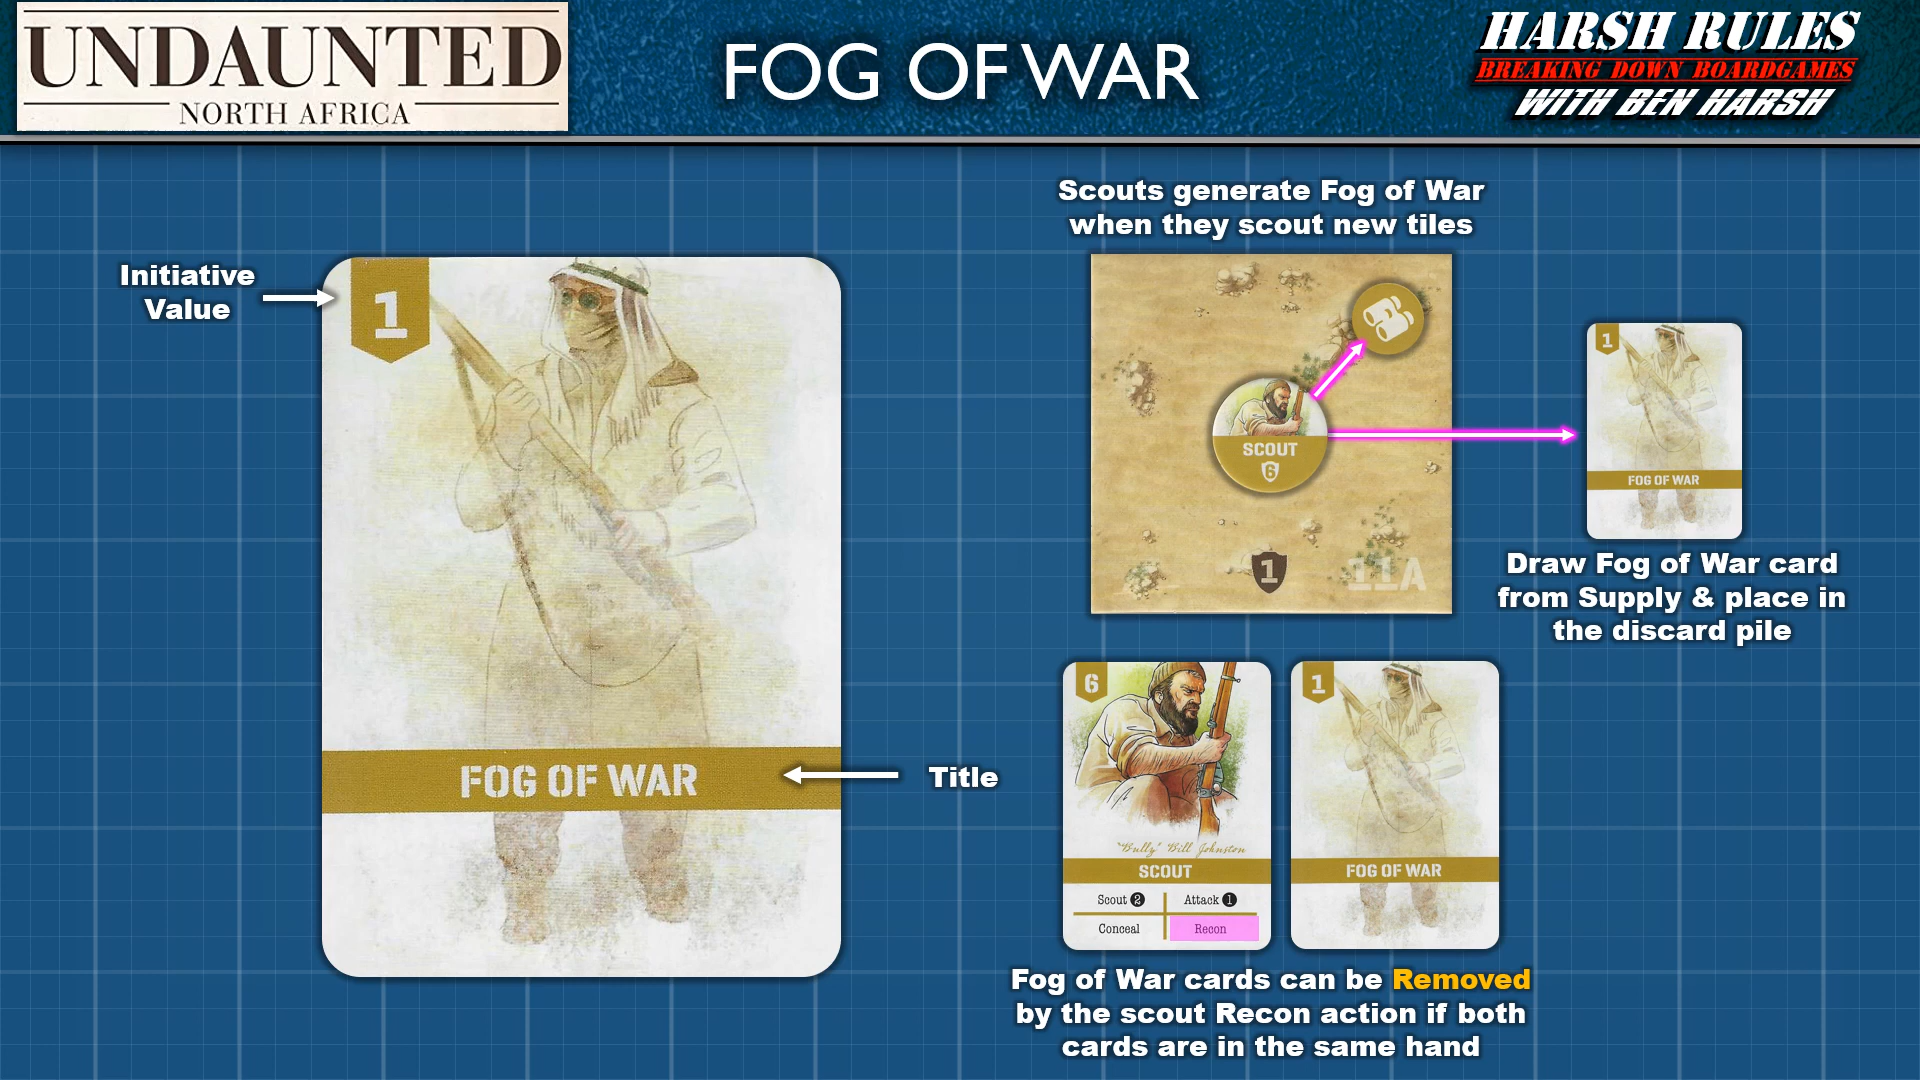 UNDAUNTED
NORTH AFRICA
FOG OF WAR
HARSH RULES
BREAKING DOWN BOARDGAMES
WITH BEN HARSH
Initiative
Value
1
FOG OF WAR
Title
Scouts generate Fog of War
when they scout new tiles
SCOUT
6
1
11A
1
FOG OF WAR
Draw Fog of War card
from Supply & place in
the discard pile
6
"Bully" Bill Johnston
SCOUT
Scout 2 Attack 1
Conceal Recon
1
FOG OF WAR
Fog of War cards can be Removed
by the scout Recon action if both
cards are in the same hand